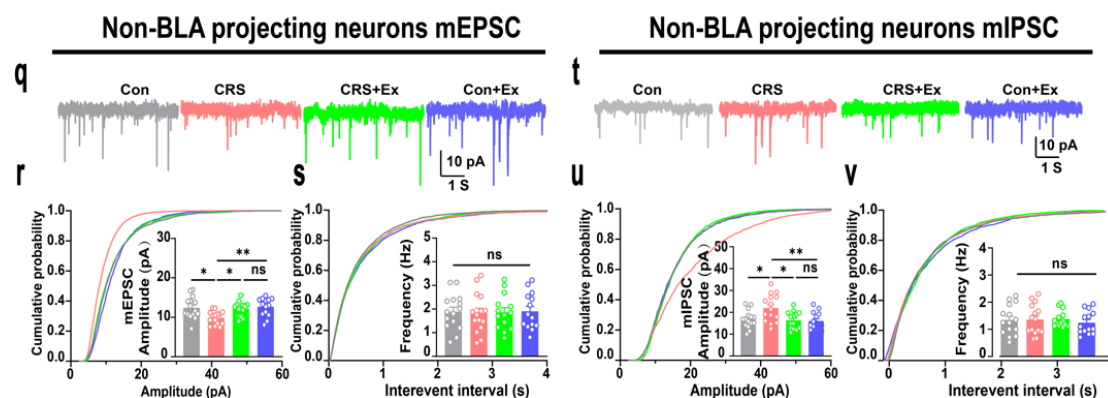 Non-BLA projecting neurons mEPSC
Non-BLA projecting neurons mIPSC
q
Con
CRS
CRS+Ex
Con+Ex
10 pA
1 S
t
Con
CRS
CRS+Ex
Con+Ex
10 pA
1 S
r
Cumulative probability
1.0
0.8
0.6
0.4
0.2
0.0
0
20
40
60
Amplitude (pA)
mEPSC
Amplitude (pA)
30
20
10
0
**
*
*
ns
s
Cumulative probability
1.0
0.8
0.6
0.4
0.2
0.0
0
1
2
3
4
Interevent interval (s)
Frequency (Hz)
5
4
3
2
1
0
ns
u
Cumulative probability
1.0
0.8
0.6
0.4
0.2
0.0
0
20
40
60
Amplitude (pA)
mIPSC
Amplitude (pA)
50
40
30
20
10
0
**
*
*
ns
v
Cumulative probability
1.0
0.8
0.6
0.4
0.2
0.0
0
1
2
3
Interevent interval (s)
Frequency (Hz)
4
3
2
1
0
ns